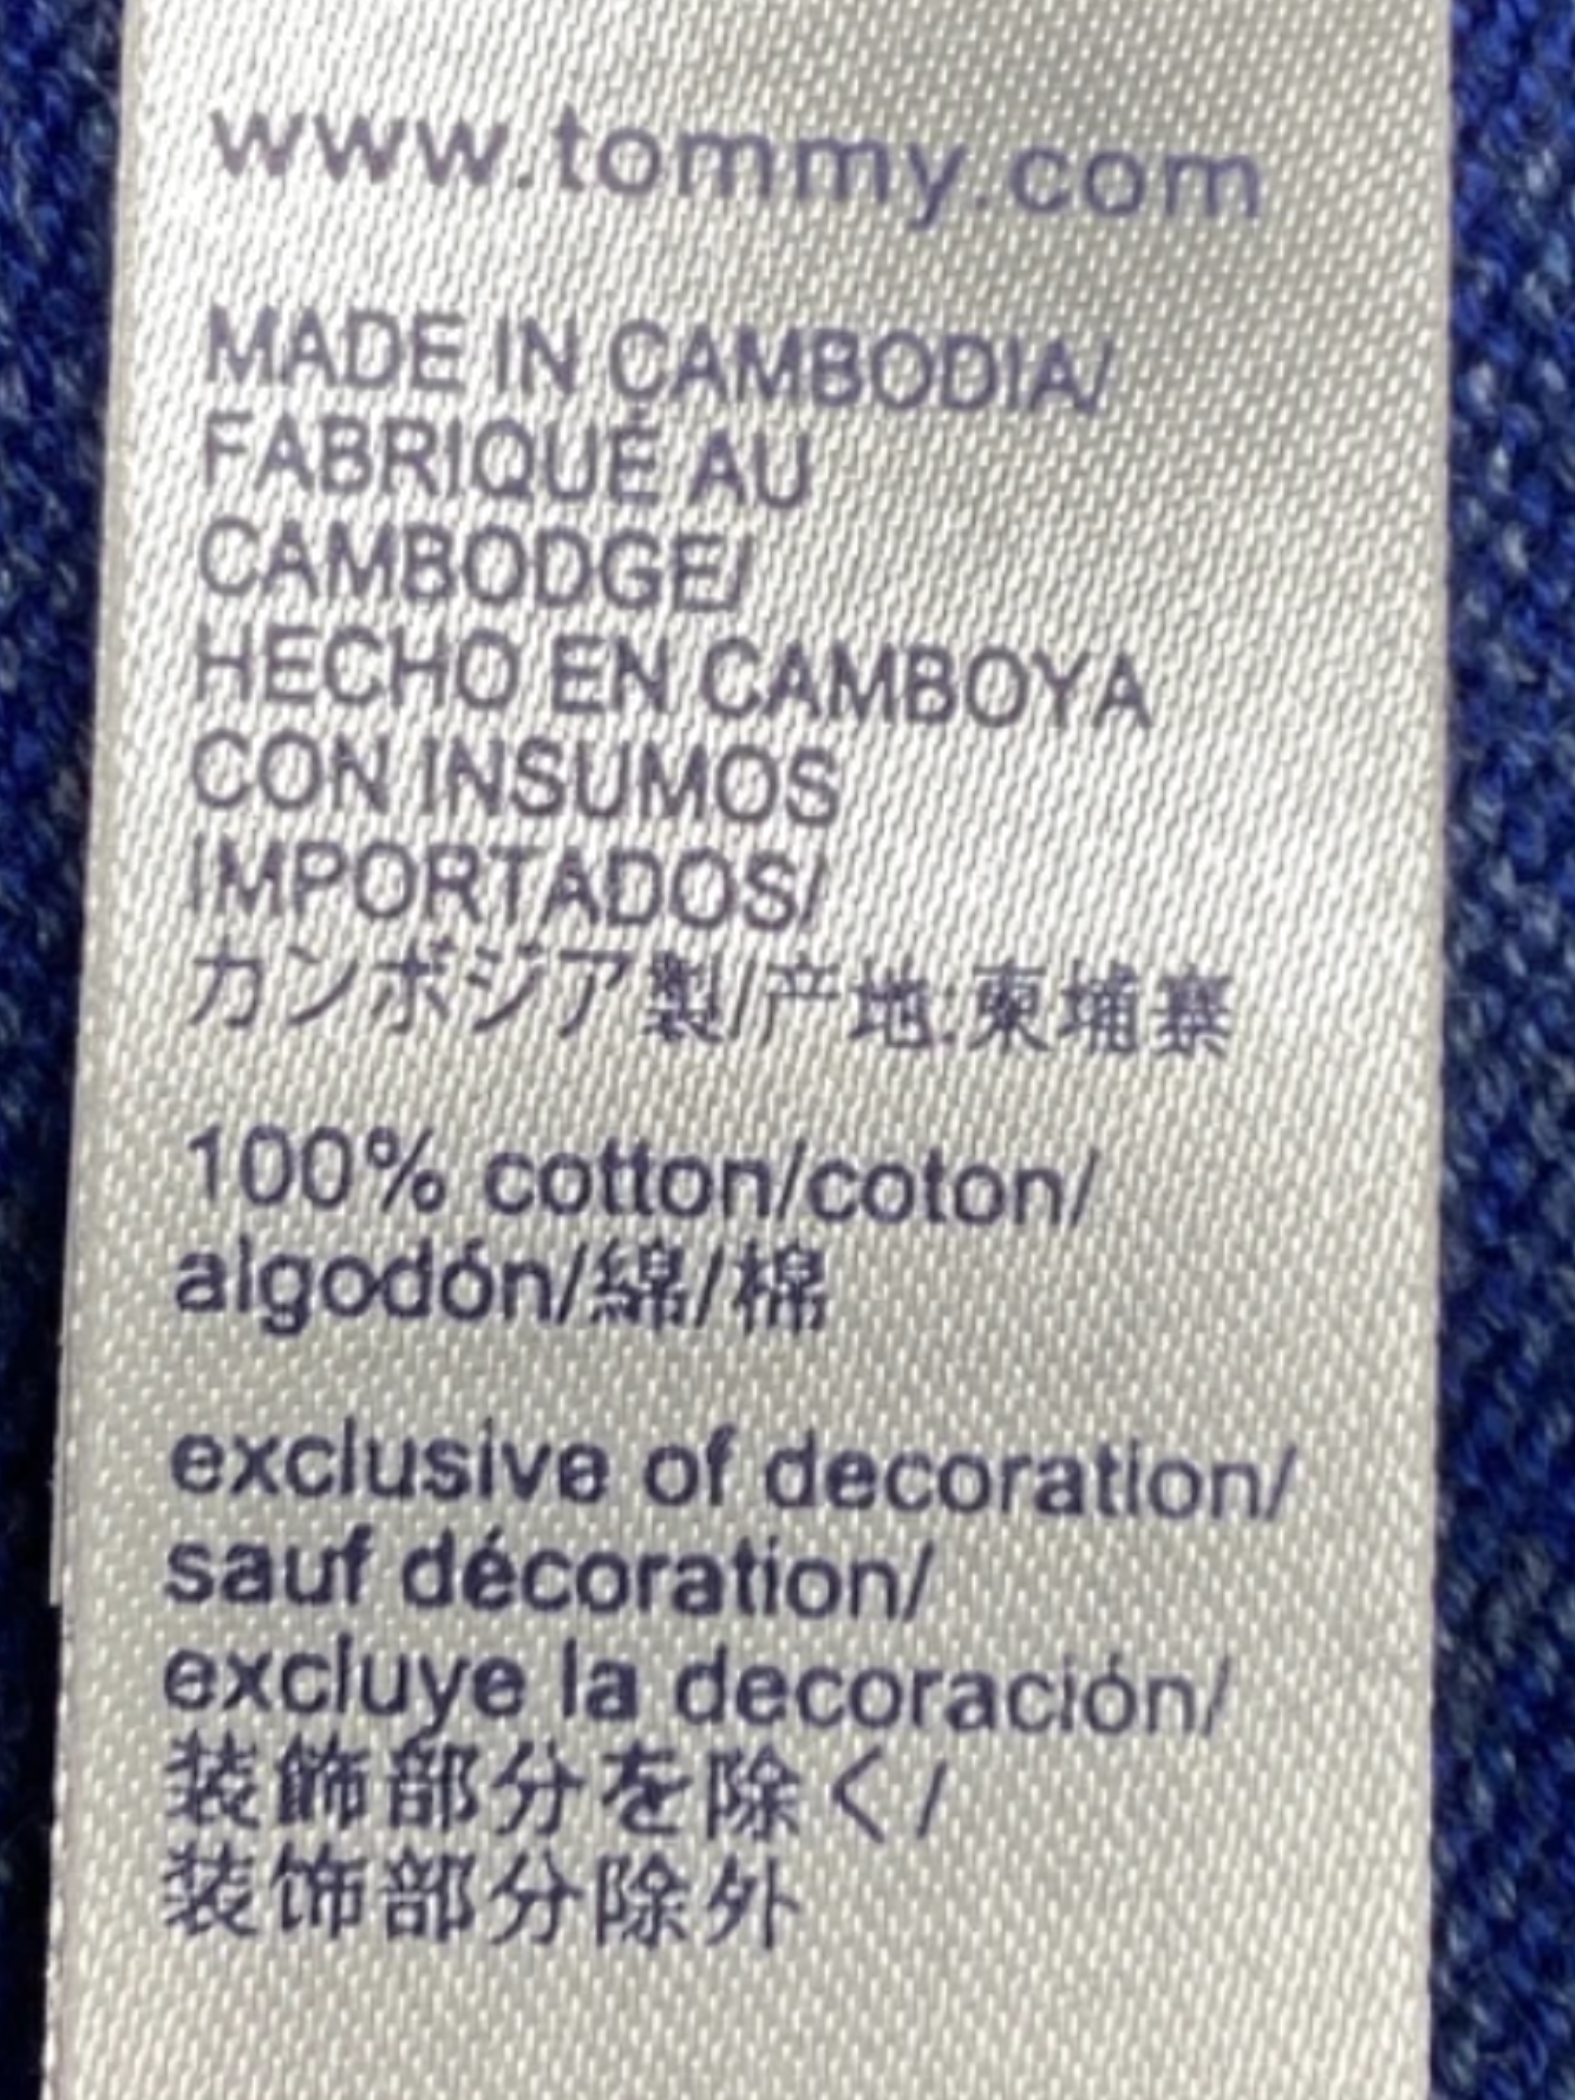 www.tommy.com
MADE IN CAMBODIA/
FABRIQUÉ AU
CAMBODGE/
HECHO EN CAMBOYA
CON INSUMOS
IMPORTADOS/
カンボジア製/产地:柬埔寨
100% cotton/coton/
algodón/綿/棉
exclusive of decoration/
sauf décoration/
excluye la decoración/
装飾部分を除く/
装饰部分除外